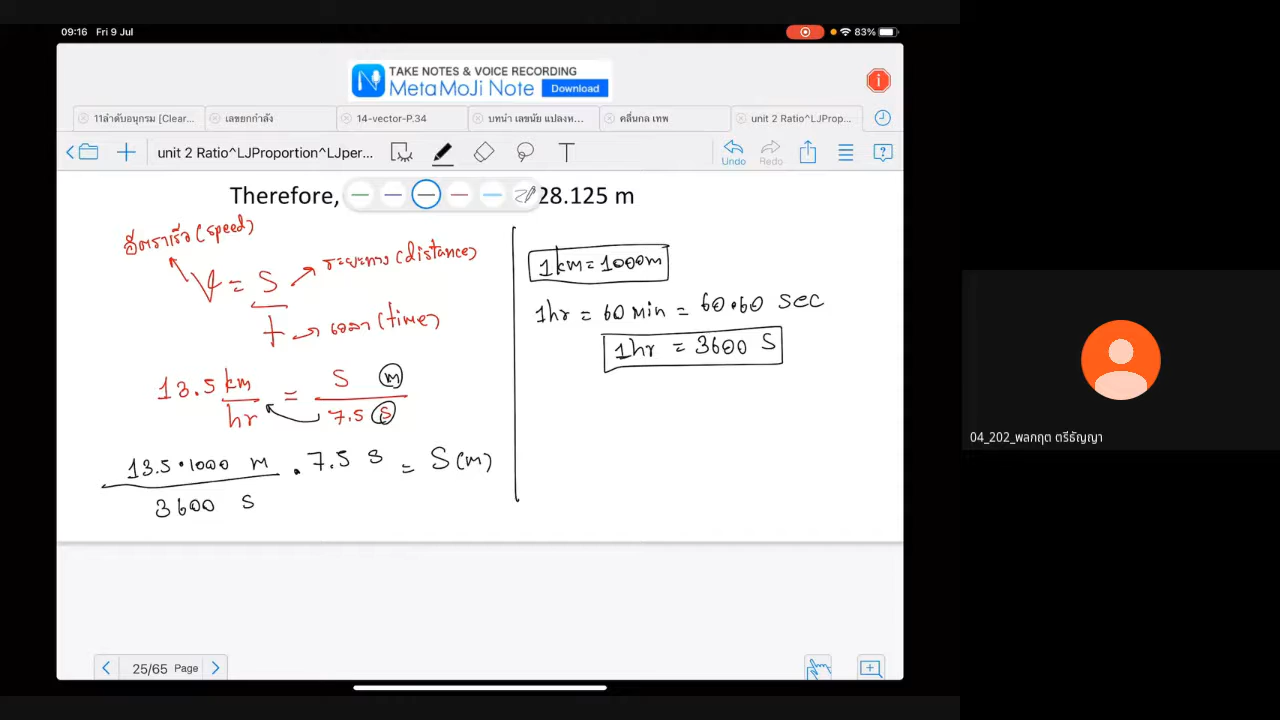 09:16 Fri 9 Jul
83%
TAKE NOTES & VOICE RECORDING
MetaMoJi Note Download
11ลำดับอนุกรม [Clear... เลขยกกำลัง 14-vector-P.34 บทนำ เลขนัย แปลงห... คลื่นกล เทพ unit 2 Ratio^LJProp...
unit 2 Ratio^LJProportion^LJper... T Undo Redo
Therefore, 28.125 m
อัตราเร็ว (speed)
V = S ระยะทาง (distance)
t เวลา (time)
13.5 km = S m
hr 7.5 S
13.5·1000 m . 7.5 s = S (m)
3600 S
1km = 1000m
1hr = 60 min = 60·60 sec
1hr = 3600 S
25/65 Page
04_202_พลกฤต ตรีธัญญา